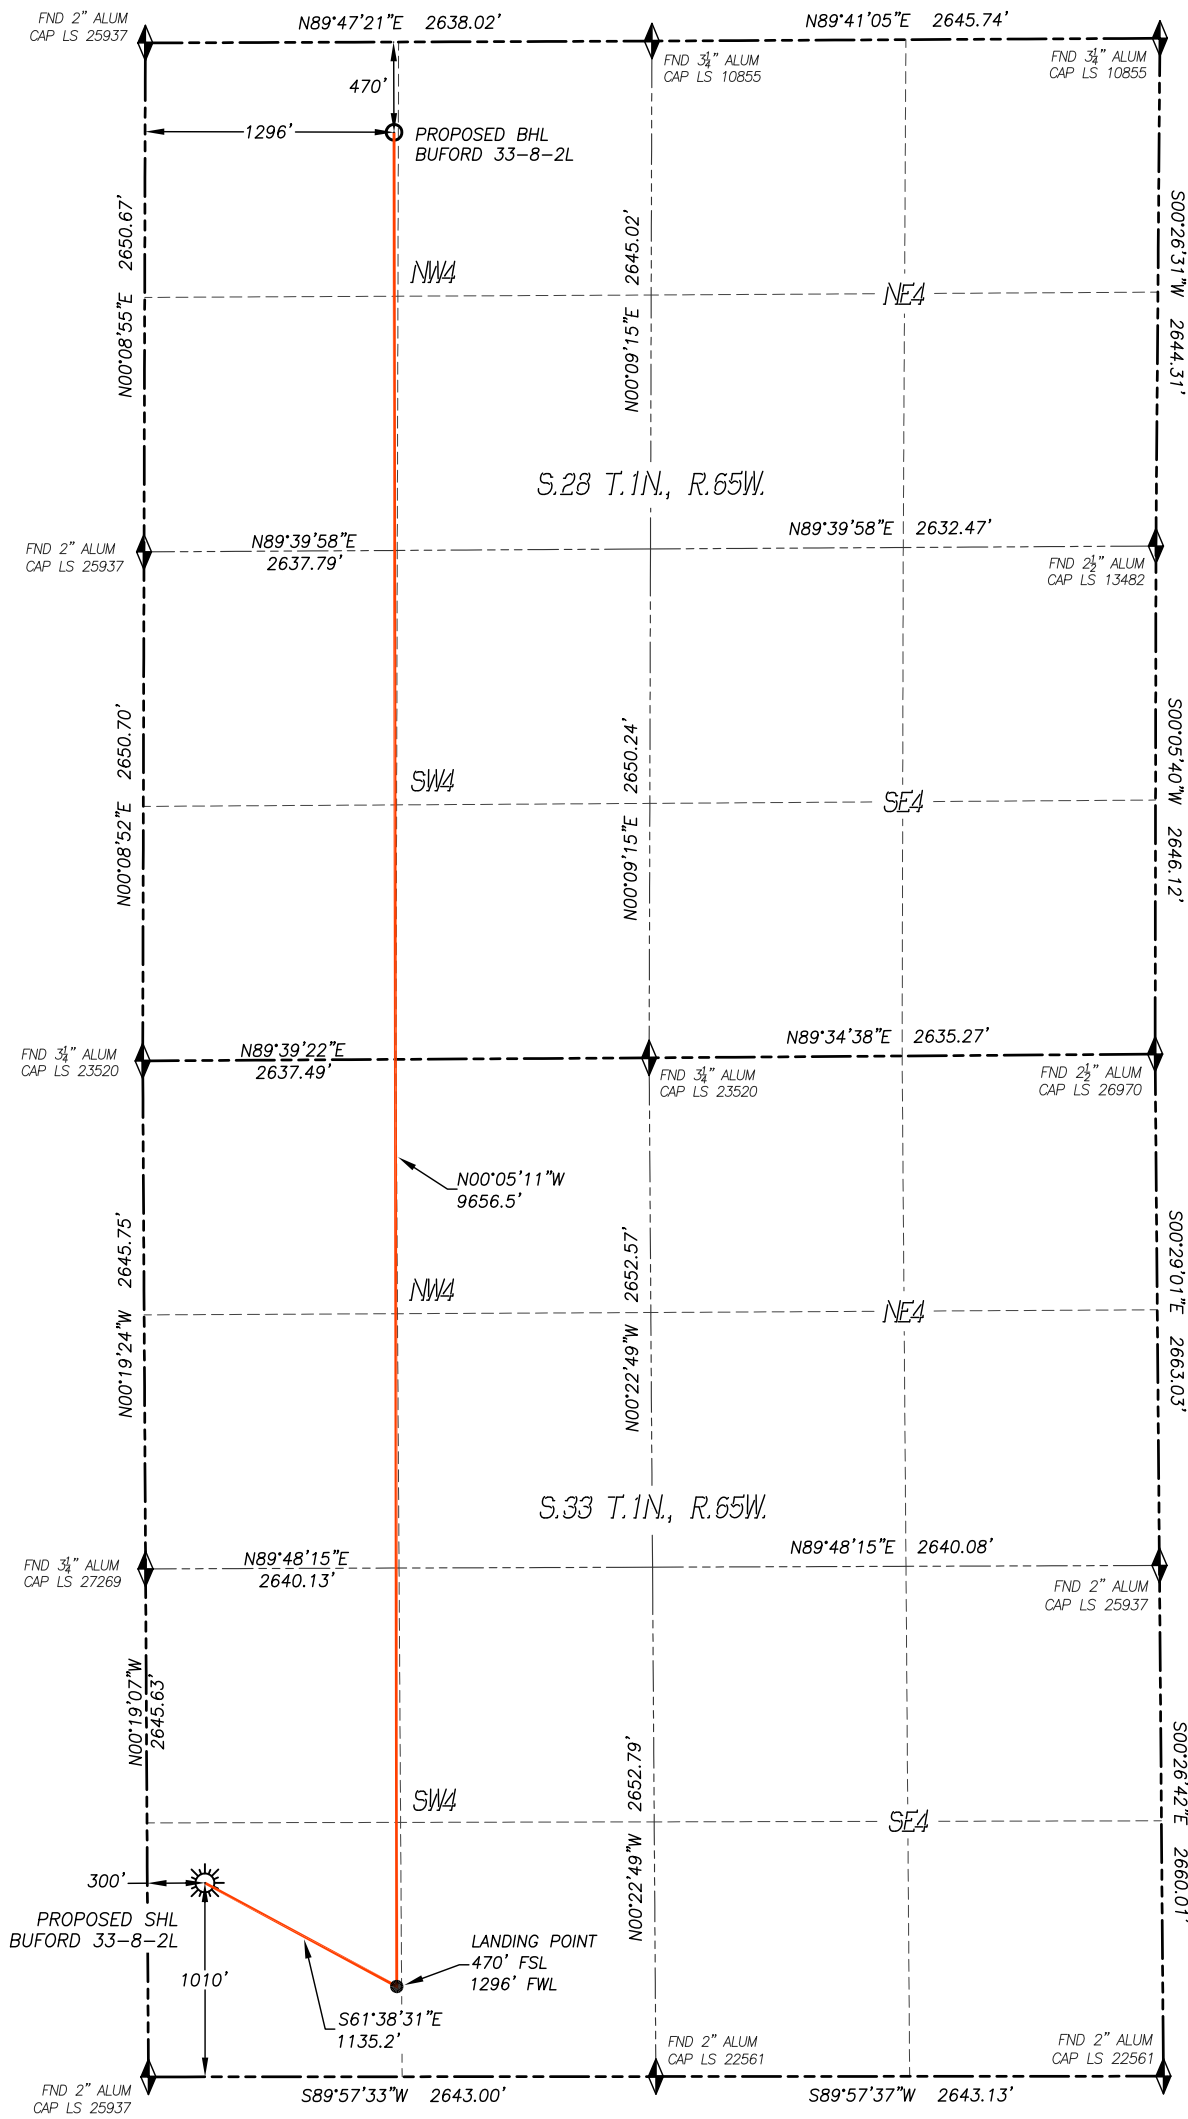 FND 2" ALUM
CAP LS 25937
N89°47'21"E 2638.02'
N89°41'05"E 2645.74'
FND 3¼" ALUM
CAP LS 10855
FND 3¼" ALUM
CAP LS 10855
470'
1296'
PROPOSED BHL
BUFORD 33-8-2L
N00°08'55"E 2650.67'
N00°09'15"E 2645.02'
S00°26'31"W 2644.31'
NW4
NE4
S.28 T.1N., R.65W.
FND 2" ALUM
CAP LS 25937
N89°39'58"E
2637.79'
N89°39'58"E 2632.47'
FND 2½" ALUM
CAP LS 13482
N00°08'52"E 2650.70'
N00°09'15"E 2650.24'
S00°05'40"W 2646.12'
SW4
SE4
FND 3¼" ALUM
CAP LS 23520
N89°39'22"E
2637.49'
N89°34'38"E 2635.27'
FND 3¼" ALUM
CAP LS 23520
FND 2½" ALUM
CAP LS 26970
N00°05'11"W
9656.5'
N00°19'24"W 2645.75'
N00°22'49"W 2652.57'
S00°29'01"E 2663.03'
NW4
NE4
S.33 T.1N., R.65W.
FND 3¼" ALUM
CAP LS 27269
N89°48'15"E
2640.13'
N89°48'15"E 2640.08'
FND 2" ALUM
CAP LS 25937
N00°19'07"W
2645.63'
N00°22'49"W 2652.79'
S00°26'42"E 2660.01'
SW4
SE4
300'
PROPOSED SHL
BUFORD 33-8-2L
1010'
LANDING POINT
470' FSL
1296' FWL
S61°38'31"E
1135.2'
FND 2" ALUM
CAP LS 22561
FND 2" ALUM
CAP LS 22561
FND 2" ALUM
CAP LS 25937
S89°57'33"W 2643.00'
S89°57'37"W 2643.13'